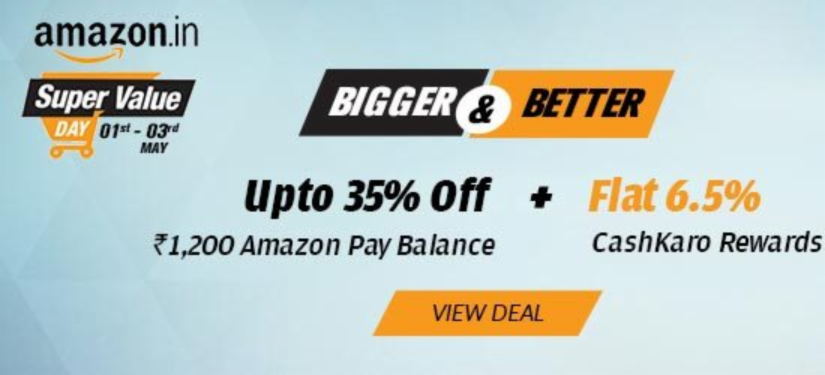 amazon.in
Super Value
DAY 01st - 03rd
MAY
BIGGER & BETTER
Upto 35% Off + Flat 6.5%
₹1,200 Amazon Pay Balance CashKaro Rewards
VIEW DEAL